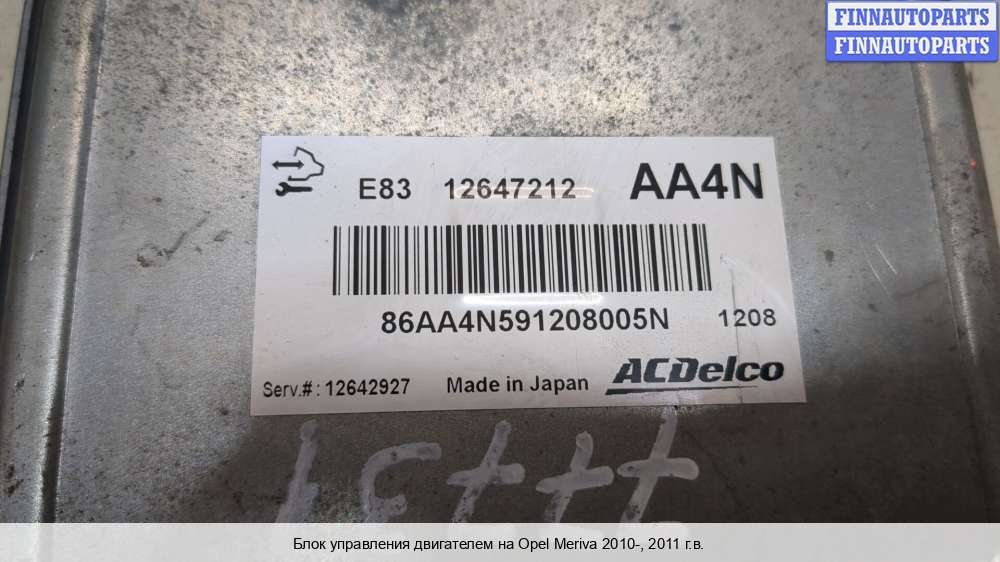 FINNAUTOPARTS
FINNAUTOPARTS
E83 12647212 AA4N
86AA4N591208005N 1208
Serv.#: 12642927 Made in Japan ACDelco
Блок управления двигателем на Opel Meriva 2010-, 2011 г.в.